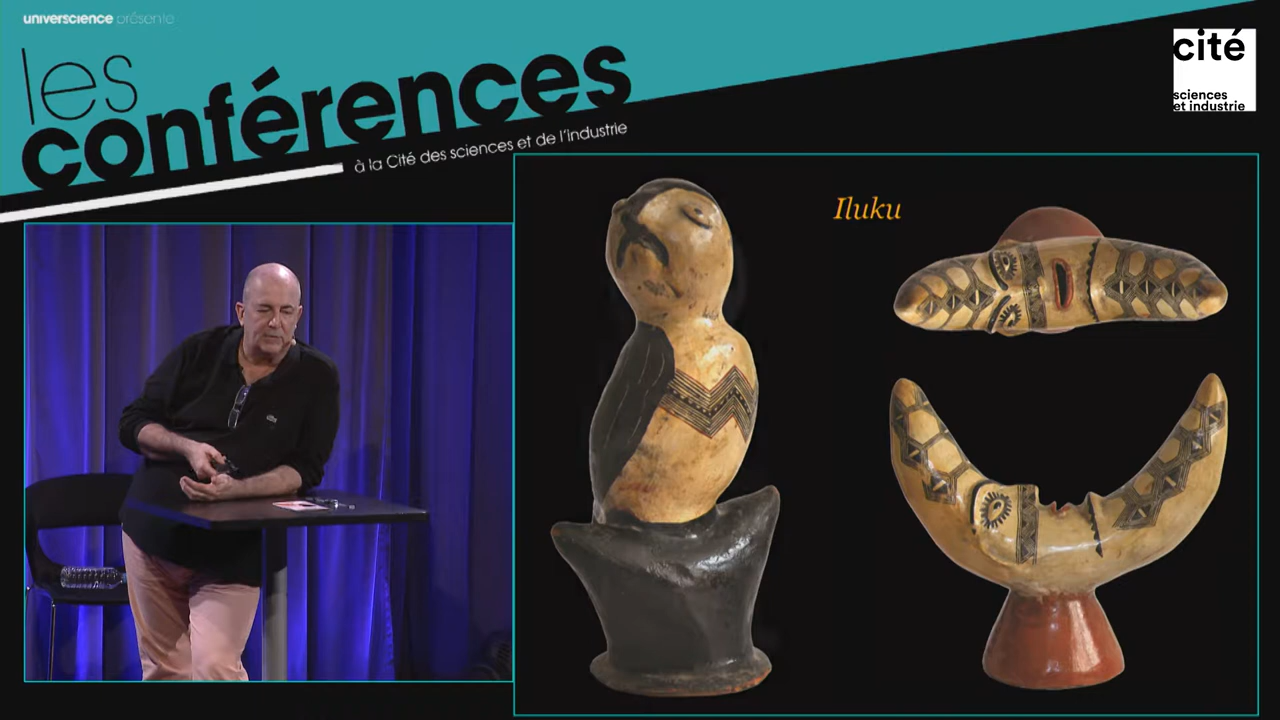 universcience présente
les
conférences
à la Cité des sciences et de l'industrie
cité
sciences
et industrie
Iluku